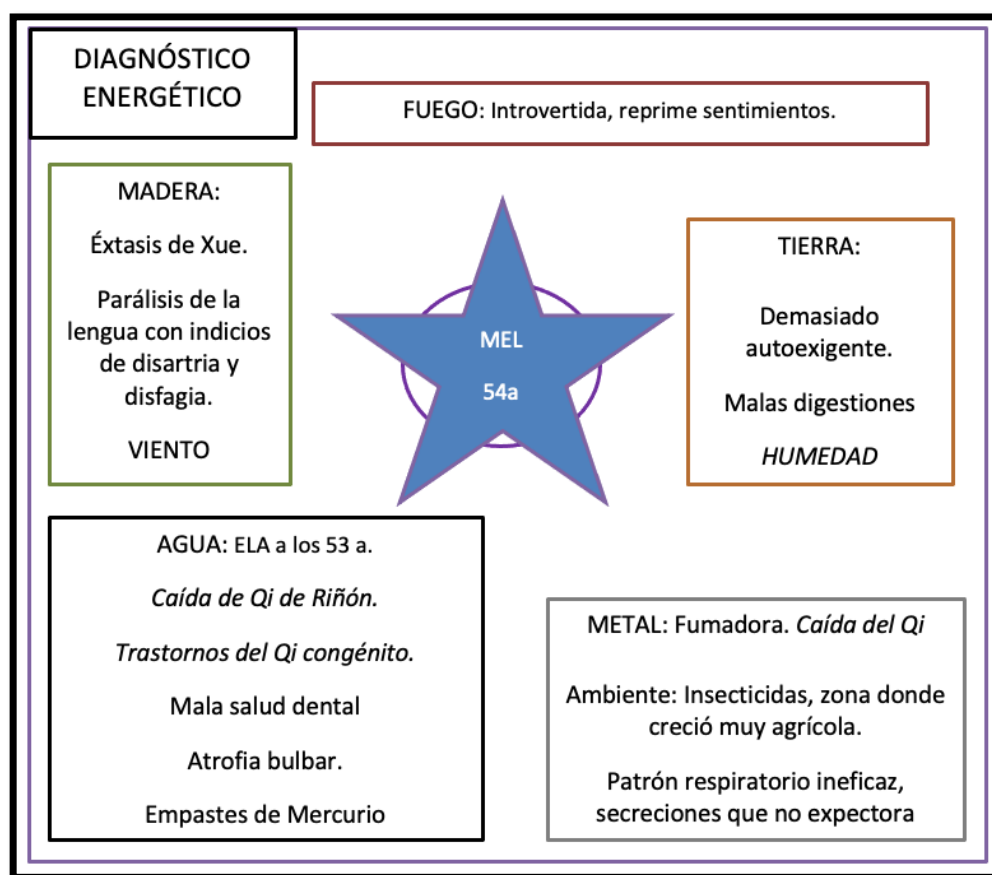 DIAGNÓSTICO
ENERGÉTICO
FUEGO: Introvertida, reprime sentimientos.
MADERA:
Éxtasis de Xue.
Parálisis de la
lengua con indicios
de disartria y
disfagia.
VIENTO
MEL
54a
TIERRA:
Demasiado
autoexigente.
Malas digestiones
HUMEDAD
AGUA: ELA a los 53 a.
Caída de Qi de Riñón.
Trastornos del Qi congénito.
Mala salud dental
Atrofia bulbar.
Empastes de Mercurio
METAL: Fumadora. Caída del Qi
Ambiente: Insecticidas, zona donde
creció muy agrícola.
Patrón respiratorio ineficaz,
secreciones que no expectora